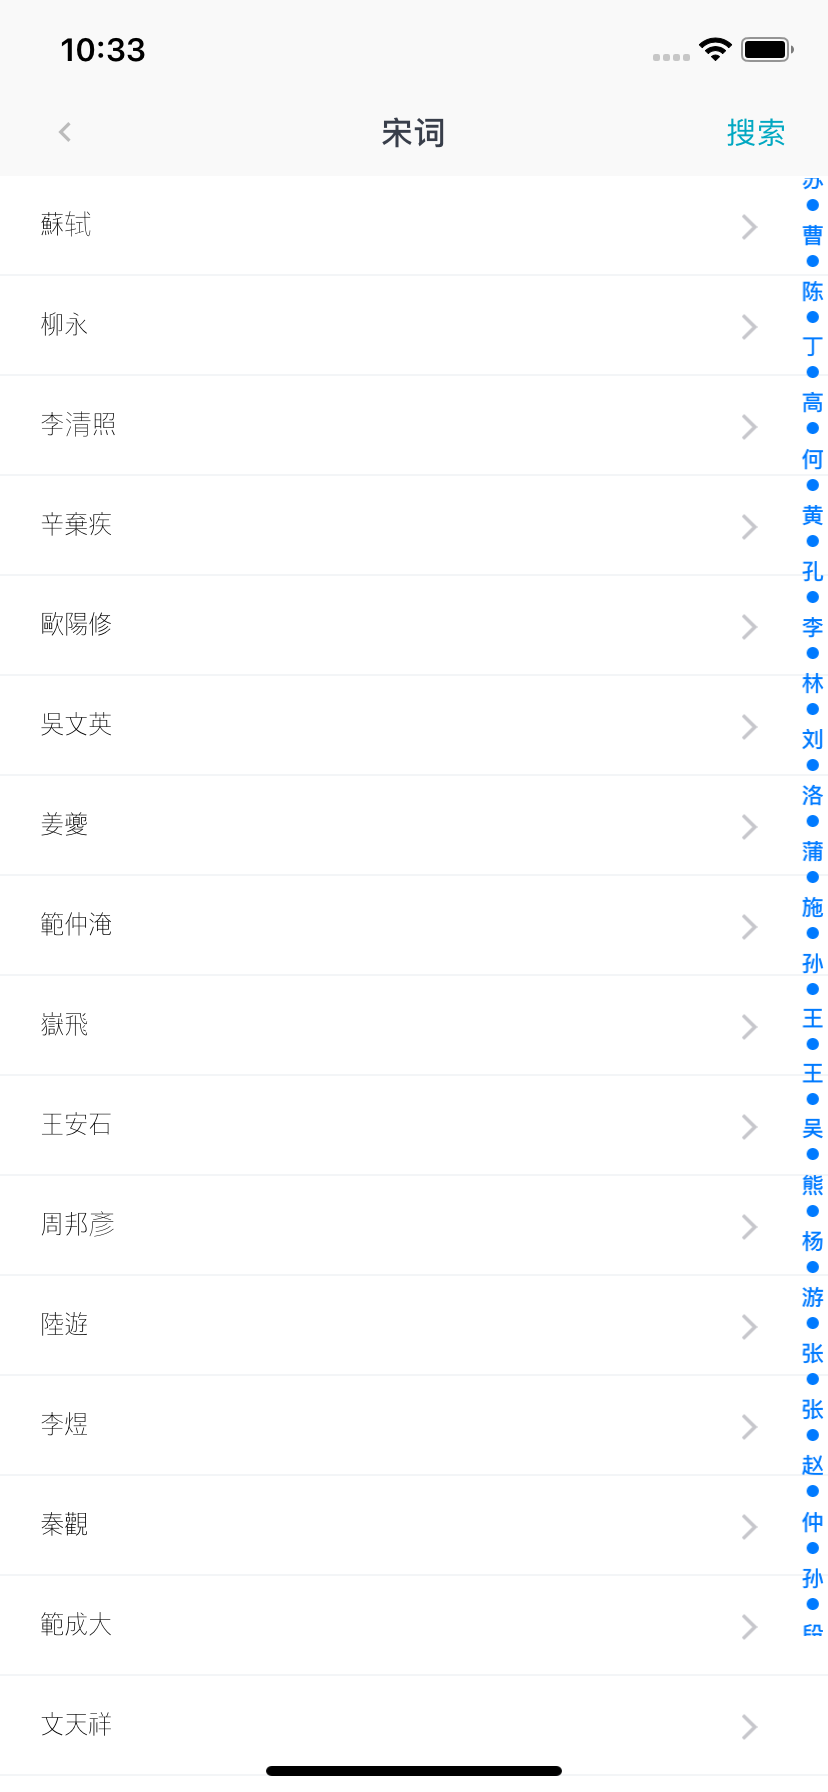 10:33
宋词
搜索
蘇轼
柳永
李清照
辛棄疾
歐陽修
吳文英
姜夔
範仲淹
嶽飛
王安石
周邦彥
陸遊
李煜
秦觀
範成大
文天祥
苏
曹
陈
丁
高
何
黄
孔
李
林
刘
洛
蒲
施
孙
王
王
吴
熊
杨
游
张
张
赵
仲
孙
段